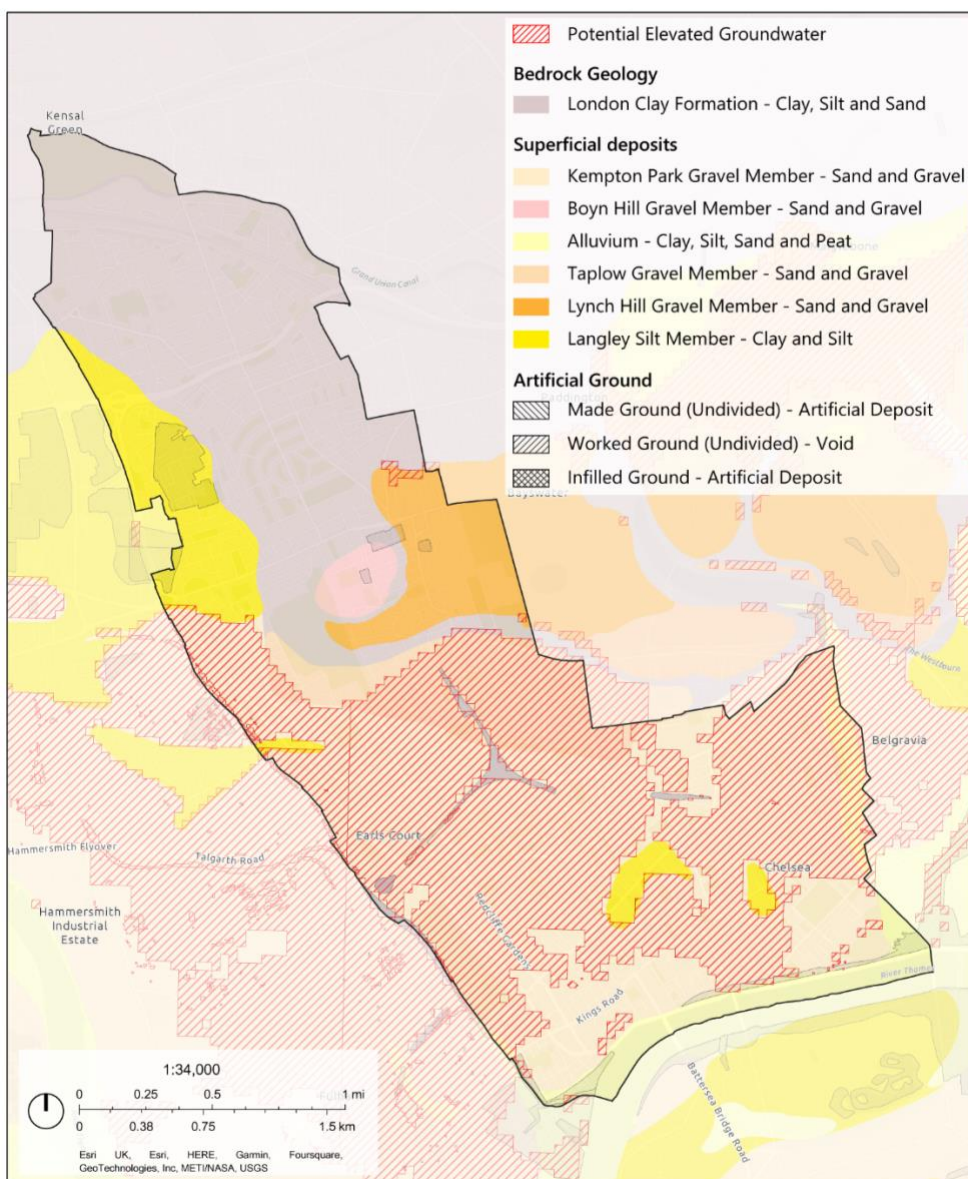 Potential Elevated Groundwater
Bedrock Geology
London Clay Formation - Clay, Silt and Sand
Superficial deposits
Kempton Park Gravel Member - Sand and Gravel
Boyn Hill Gravel Member - Sand and Gravel
Alluvium - Clay, Silt, Sand and Peat
Taplow Gravel Member - Sand and Gravel
Lynch Hill Gravel Member - Sand and Gravel
Langley Silt Member - Clay and Silt
Artificial Ground
Made Ground (Undivided) - Artificial Deposit
Worked Ground (Undivided) - Void
Infilled Ground - Artificial Deposit
Kensal
Green
Grand Union Canal
Paddington
Bayswater
The Westbourn
Belgravia
Earls Court
Hammersmith Flyover
Talgarth Road
Chelsea
Hammersmith
Industrial
Estate
Redcliffe Gardens
River Thames
Kings Road
Battersea Bridge Road
1:34,000
0 0.25 0.5 1 mi
0 0.38 0.75 1.5 km
Esri UK, Esri, HERE, Garmin, Foursquare,
GeoTechnologies, Inc, METI/NASA, USGS